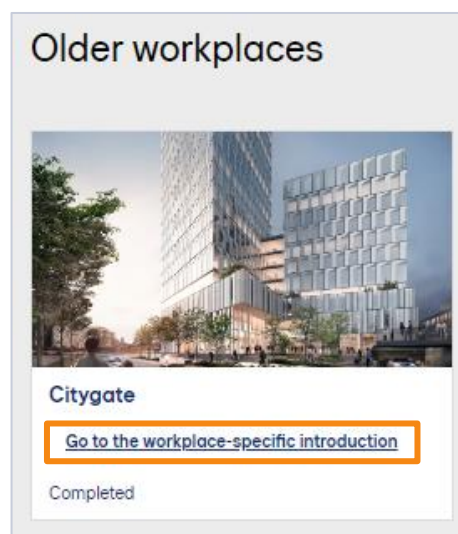 Older workplaces
Citygate
Go to the workplace-specific introduction
Completed